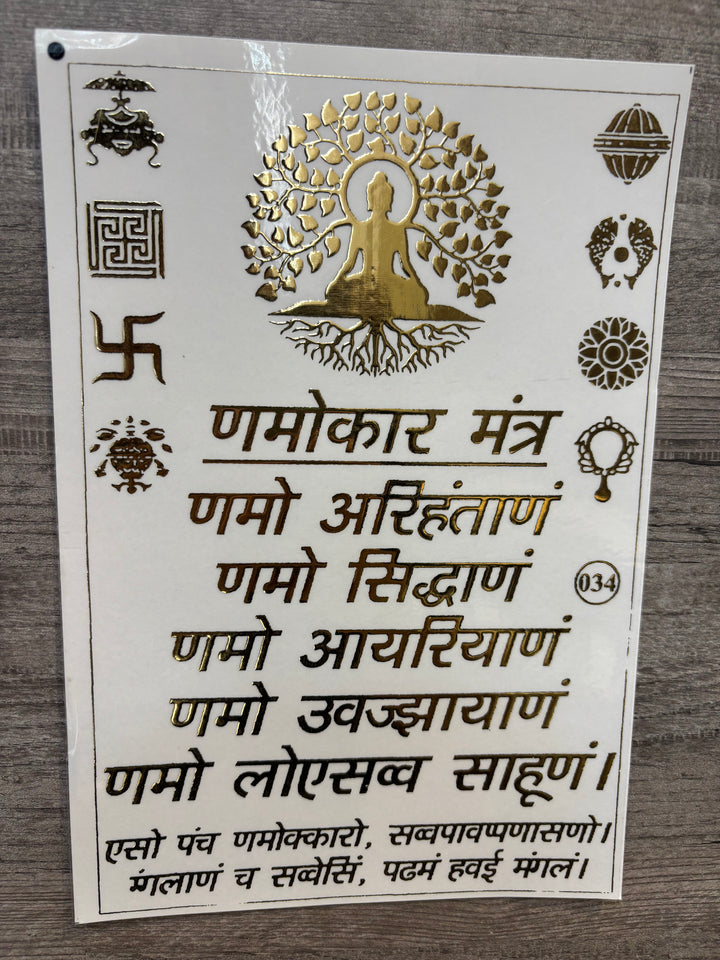 णमोकार मंत्र
णमो अरिहंताणं
णमो सिद्धाणं
034
णमो आयरियाणं
णमो उवज्झायाणं
णमो लोएसव्व साहूणं।
एसो पंच णमोक्कारो, सव्वपावप्पणासणो।
मंगलाणं च सव्वेसिं, पढमं हवई मंगलं।